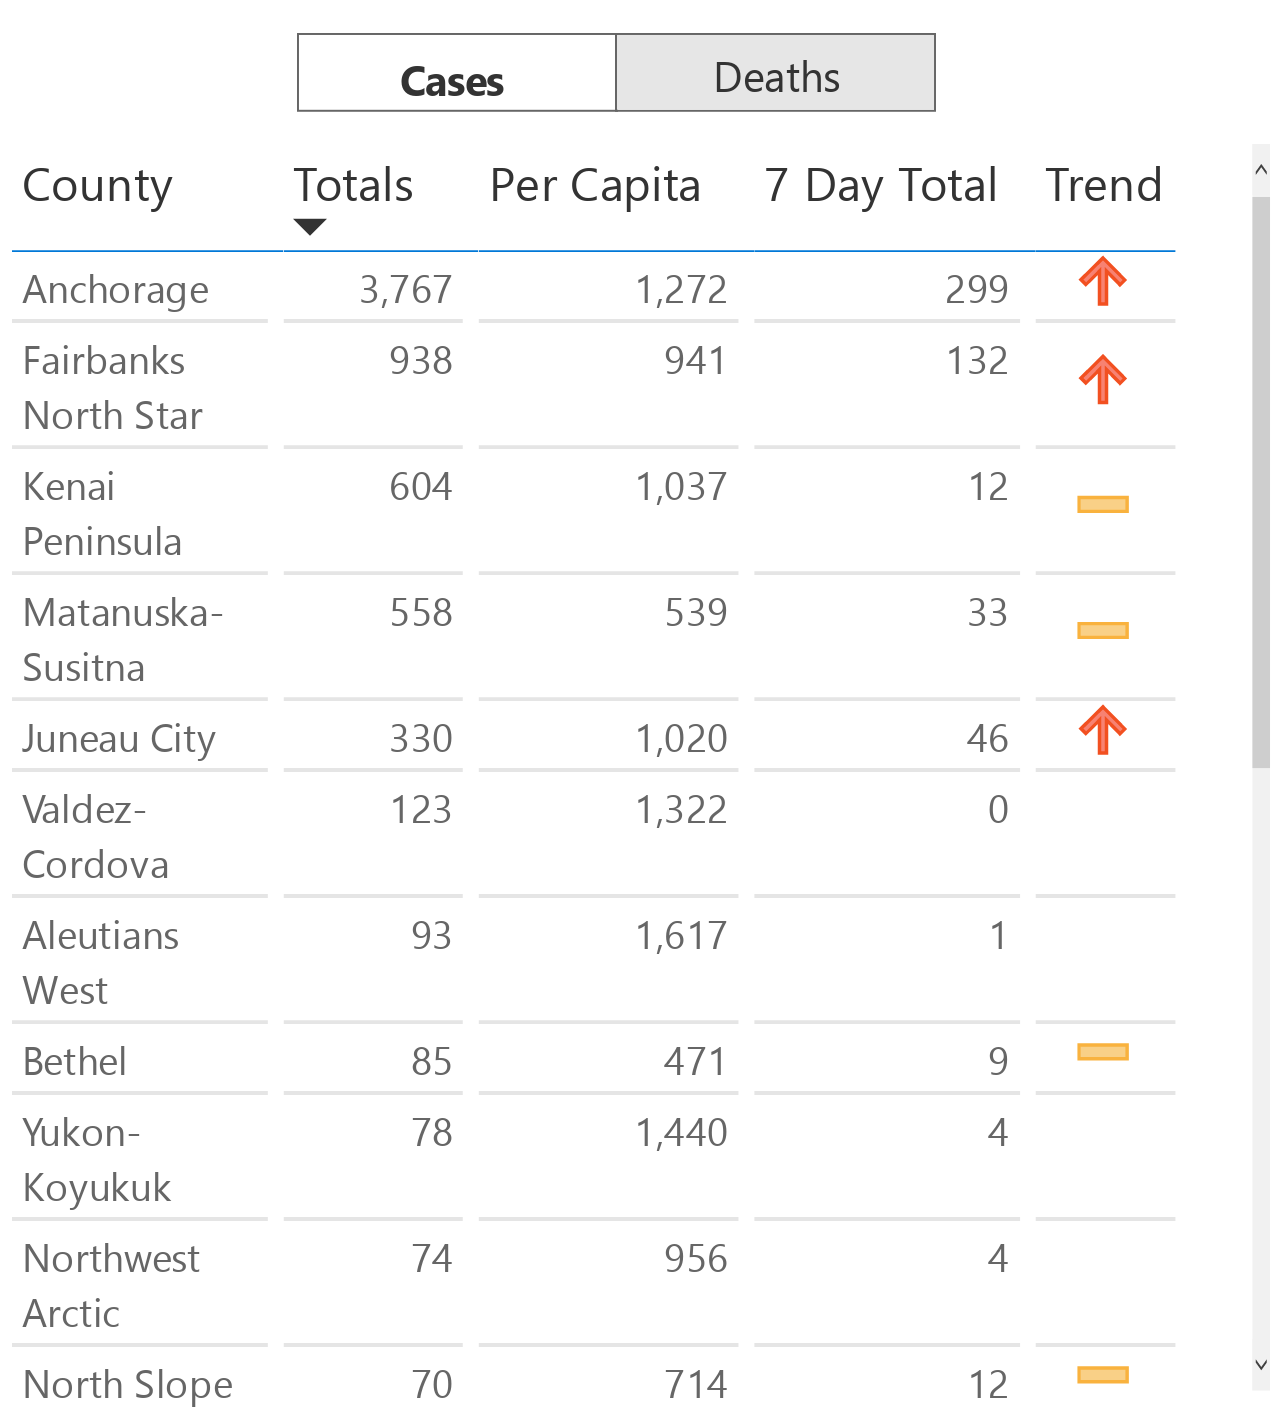 Cases Deaths
County Totals Per Capita 7 Day Total Trend
Anchorage 3,767 1,272 299
Fairbanks 938 941 132
North Star
Kenai 604 1,037 12
Peninsula
Matanuska- 558 539 33
Susitna
Juneau City 330 1,020 46
Valdez- 123 1,322 0
Cordova
Aleutians 93 1,617 1
West
Bethel 85 471 9
Yukon- 78 1,440 4
Koyukuk
Northwest 74 956 4
Arctic
North Slope 70 714 12